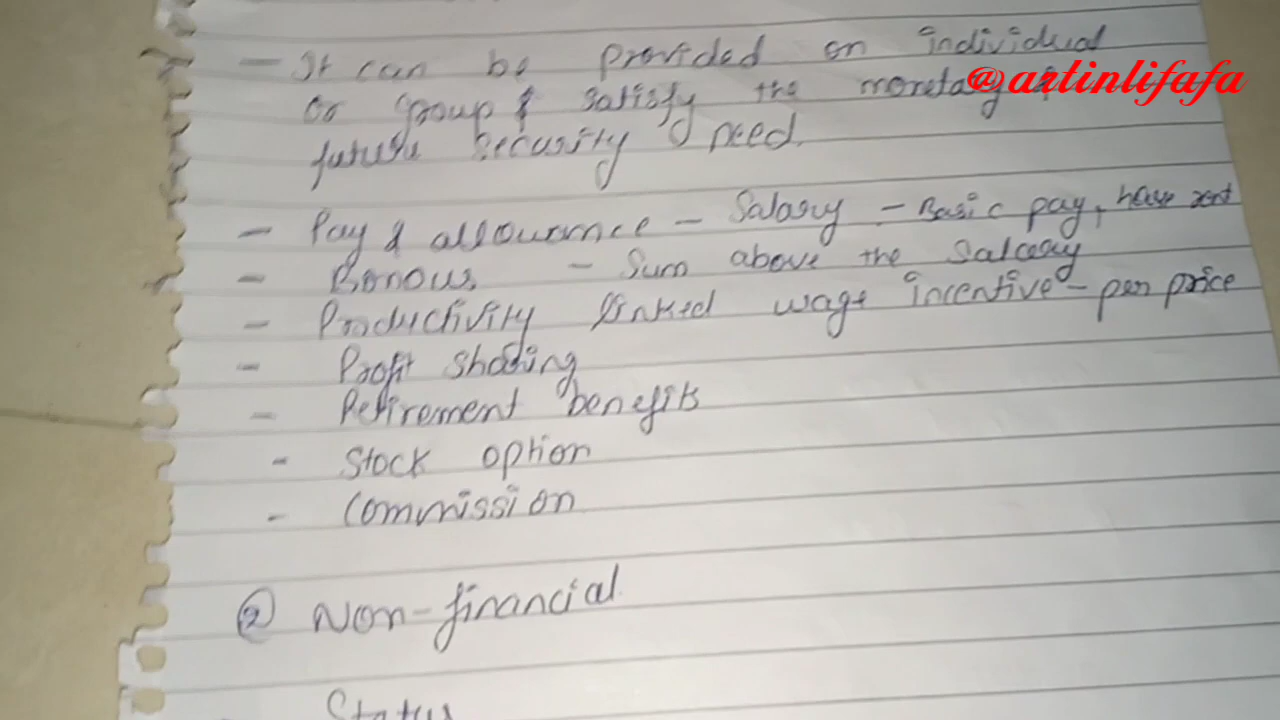 - It can be provided on individual
@artinlifafa
or group & satisfy the monetary &
future security need.
- Pay & allowance - Salary - Basic pay, house rent
- Bonous - Sum above the Salary
- Productivity linked wage incentive - per price
- Profit Sharing
- Retirement benefits
- Stock option
- Commission
② Non-financial
Status